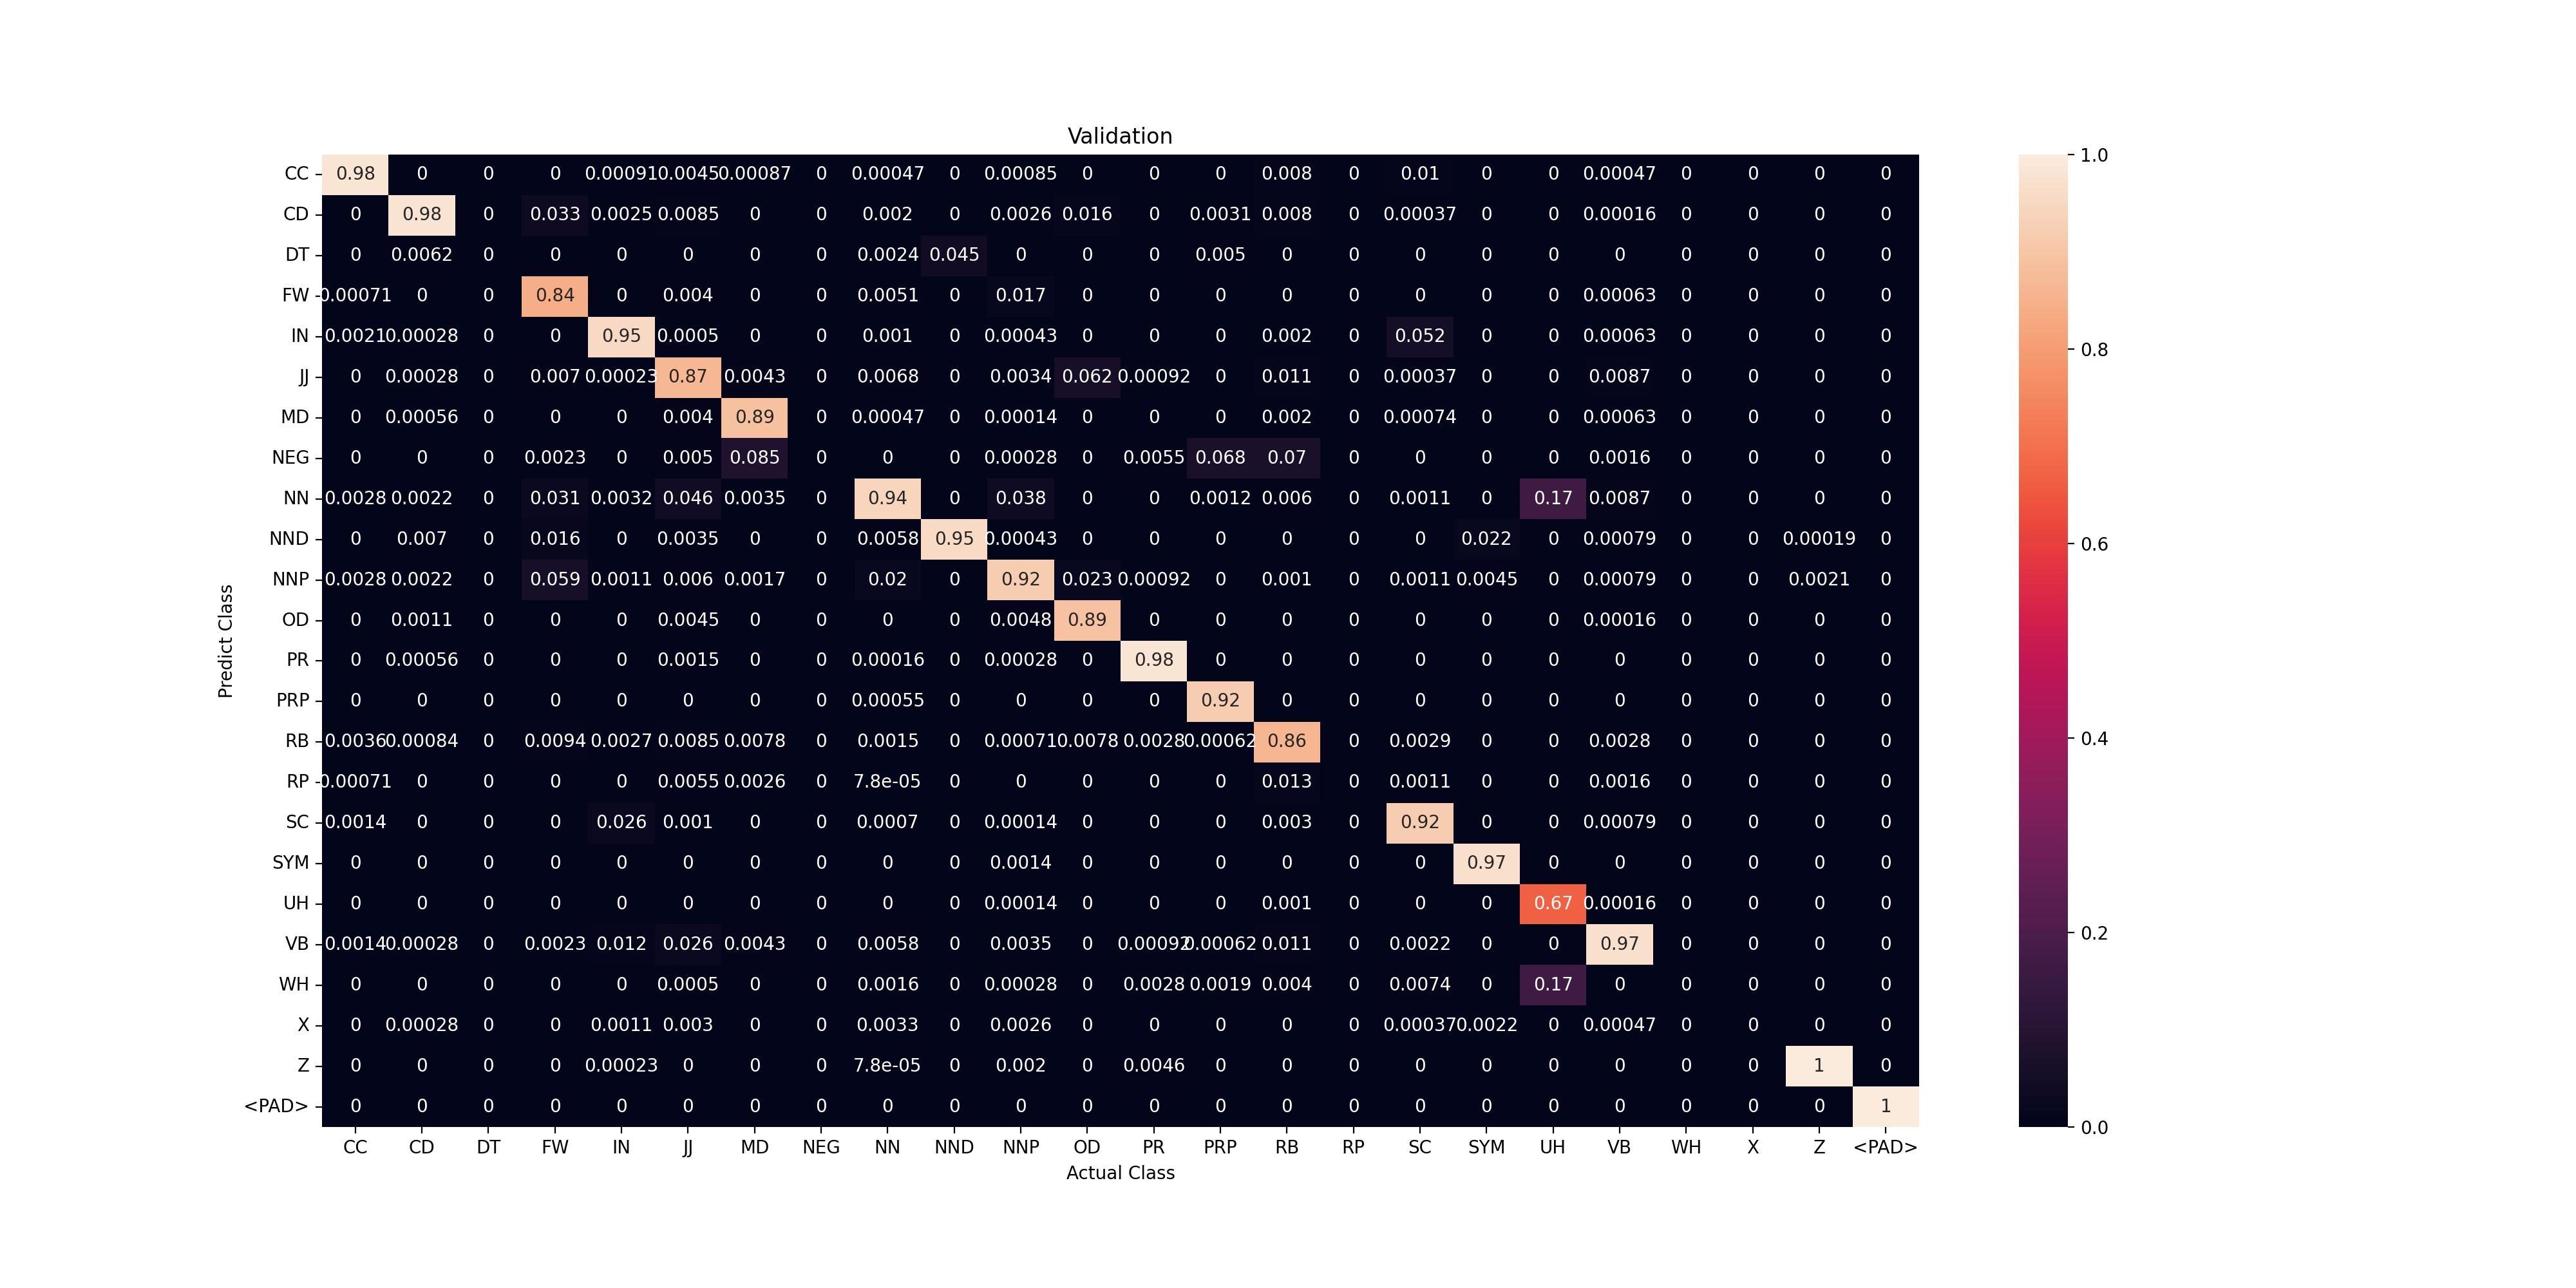 Validation
CC 0.98 0 0 0 0.00091 0.0045 0.00087 0 0.00047 0 0.00085 0 0 0 0.008 0 0.01 0 0 0.00047 0 0 0 0 1.0
CD 0 0.98 0 0.033 0.0025 0.0085 0 0 0.002 0 0.0026 0.016 0 0.0031 0.008 0 0.00037 0 0 0.00016 0 0 0 0
DT 0 0.0062 0 0 0 0 0 0 0.0024 0.045 0 0 0 0.005 0 0 0 0 0 0 0 0 0 0
FW 0.00071 0 0 0.84 0 0.004 0 0 0.0051 0 0.017 0 0 0 0 0 0 0 0 0.00063 0 0 0 0
IN 0.0021 0.00028 0 0 0.95 0.0005 0 0 0.001 0 0.00043 0 0 0 0.002 0 0.052 0 0 0.00063 0 0 0 0
0.8
JJ 0 0.00028 0 0.007 0.00023 0.87 0.0043 0 0.0068 0 0.0034 0.062 0.00092 0 0.011 0 0.00037 0 0 0.0087 0 0 0 0
MD 0 0.00056 0 0 0 0.004 0.89 0 0.00047 0 0.00014 0 0 0 0.002 0 0.00074 0 0 0.00063 0 0 0 0
NEG 0 0 0 0.0023 0 0.005 0.085 0 0 0 0.00028 0 0.0055 0.068 0.07 0 0 0 0 0.0016 0 0 0 0
NN 0.0028 0.0022 0 0.031 0.0032 0.046 0.0035 0 0.94 0 0.038 0 0 0.0012 0.006 0 0.0011 0 0.17 0.0087 0 0 0 0
NND 0 0.007 0 0.016 0 0.0035 0 0 0.0058 0.95 0.00043 0 0 0 0 0 0 0.022 0 0.00079 0 0 0.00019 0
0.6
NNP 0.0028 0.0022 0 0.059 0.0011 0.006 0.0017 0 0.02 0 0.92 0.023 0.00092 0 0.001 0 0.0011 0.0045 0 0.00079 0 0 0.0021 0
OD 0 0.0011 0 0 0 0.0045 0 0 0 0 0.0048 0.89 0 0 0 0 0 0 0 0.00016 0 0 0 0
Predict Class
PR 0 0.00056 0 0 0 0.0015 0 0 0.00016 0 0.00028 0 0.98 0 0 0 0 0 0 0 0 0 0 0
PRP 0 0 0 0 0 0 0 0 0.00055 0 0 0 0 0.92 0 0 0 0 0 0 0 0 0 0
RB 0.0036 0.00084 0 0.0094 0.0027 0.0085 0.0078 0 0.0015 0 0.00071 0.0078 0.0028 0.00062 0.86 0 0.0029 0 0 0.0028 0 0 0 0
0.4
RP 0.00071 0 0 0 0 0.0055 0.0026 0 7.8e-05 0 0 0 0 0 0.013 0 0.0011 0 0 0.0016 0 0 0 0
SC 0.0014 0 0 0 0.026 0.001 0 0 0.0007 0 0.00014 0 0 0 0.003 0 0.92 0 0 0.00079 0 0 0 0
SYM 0 0 0 0 0 0 0 0 0 0 0.0014 0 0 0 0 0 0 0.97 0 0 0 0 0 0
UH 0 0 0 0 0 0 0 0 0 0 0.00014 0 0 0 0.001 0 0 0 0.67 0.00016 0 0 0 0
VB 0.0014 0.00028 0 0.0023 0.012 0.026 0.0043 0 0.0058 0 0.0035 0 0.00092 0.00062 0.011 0 0.0022 0 0 0.97 0 0 0 0
0.2
WH 0 0 0 0 0 0.0005 0 0 0.0016 0 0.00028 0 0.0028 0.0019 0.004 0 0.0074 0 0.17 0 0 0 0 0
X 0 0.00028 0 0 0.0011 0.003 0 0 0.0033 0 0.0026 0 0 0 0 0 0.00037 0.0022 0 0.00047 0 0 0 0
Z 0 0 0 0 0.00023 0 0 0 7.8e-05 0 0.002 0 0.0046 0 0 0 0 0 0 0 0 0 1 0
<PAD> 0 0 0 0 0 0 0 0 0 0 0 0 0 0 0 0 0 0 0 0 0 0 0 1
0.0
CC CD DT FW IN JJ MD NEG NN NND NNP OD PR PRP RB RP SC SYM UH VB WH X Z <PAD>
Actual Class